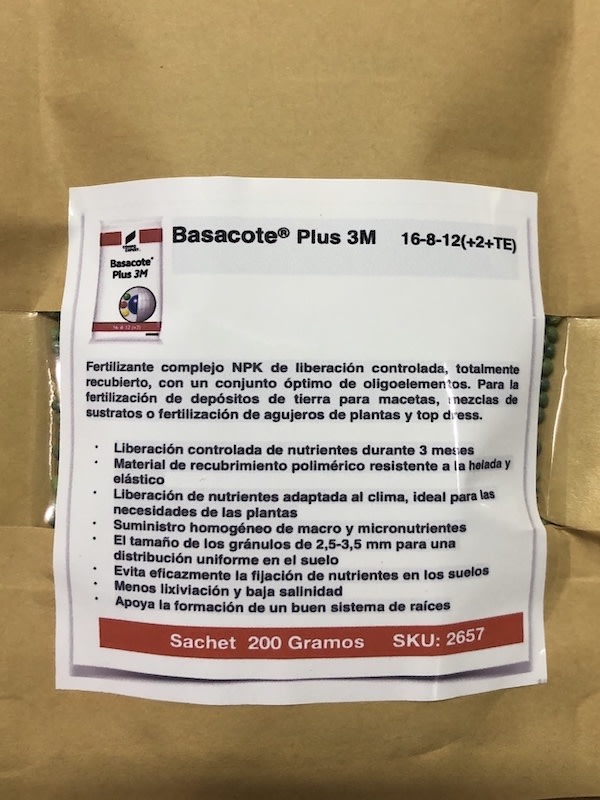 Basacote® Plus 3M 16-8-12(+2+TE)
Basacote®
Plus 3M
Fertilizante complejo NPK de liberación controlada, totalmente
recubierto, con un conjunto óptimo de oligoelementos. Para la
fertilización de depósitos de tierra para macetas, mezclas de
sustratos o fertilización de agujeros de plantas y top dress.
· Liberación controlada de nutrientes durante 3 meses
· Material de recubrimiento polimérico resistente a la helada y
elástico
· Liberación de nutrientes adaptada al clima, ideal para las
necesidades de las plantas
· Suministro homogéneo de macro y micronutrientes
· El tamaño de los gránulos de 2,5-3,5 mm para una
distribución uniforme en el suelo
· Evita eficazmente la fijación de nutrientes en los suelos
· Menos lixiviación y baja salinidad
· Apoya la formación de un buen sistema de raíces
Sachet 200 Gramos SKU: 2657